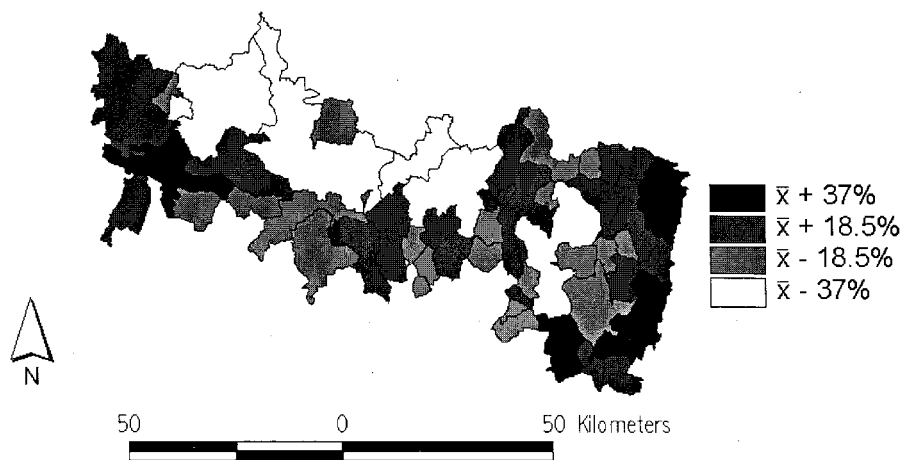 x̄ + 37%
x̄ + 18.5%
x̄ - 18.5%
x̄ - 37%
N
50 0 50 Kilometers